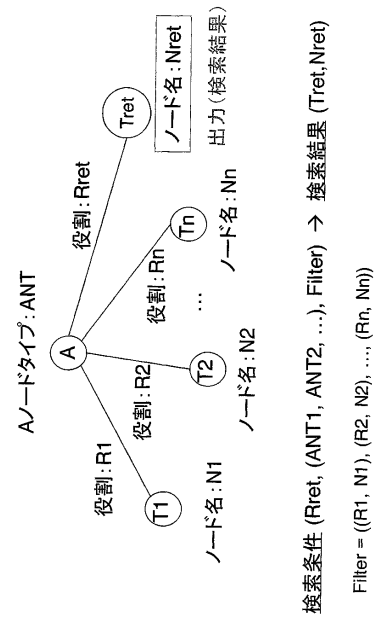 Aノードタイプ:ANT
A
役割:R1
役割:R2
役割:Rn
役割:Rret
T1
T2
…
Tn
Tret
ノード名:N1
ノード名:N2
ノード名:Nn
ノード名:Nret
出力(検索結果)
検索条件 (Rret, (ANT1, ANT2, …), Filter) → 検索結果 (Tret,Nret)
Filter = ((R1, N1), (R2, N2), …, (Rn, Nn))